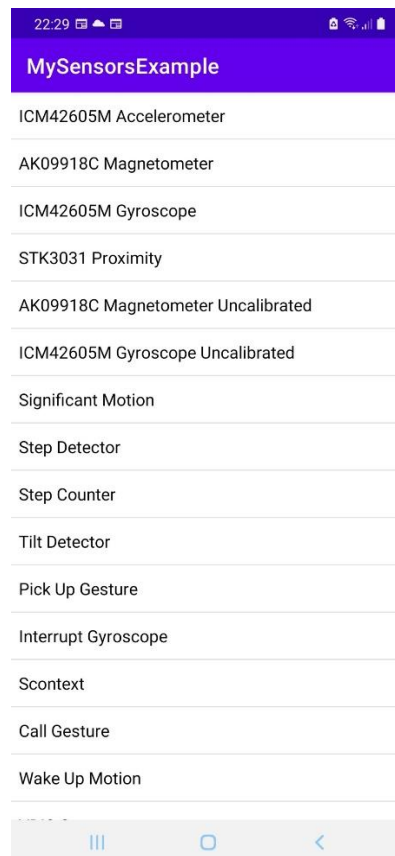 22:29
MySensorsExample
ICM42605M Accelerometer
AK09918C Magnetometer
ICM42605M Gyroscope
STK3031 Proximity
AK09918C Magnetometer Uncalibrated
ICM42605M Gyroscope Uncalibrated
Significant Motion
Step Detector
Step Counter
Tilt Detector
Pick Up Gesture
Interrupt Gyroscope
Scontext
Call Gesture
Wake Up Motion